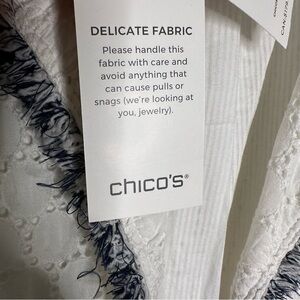 DELICATE FABRIC
Please handle this
fabric with care and
avoid anything that
can cause pulls or
snags (we're looking at
you, jewelry).
chico's®